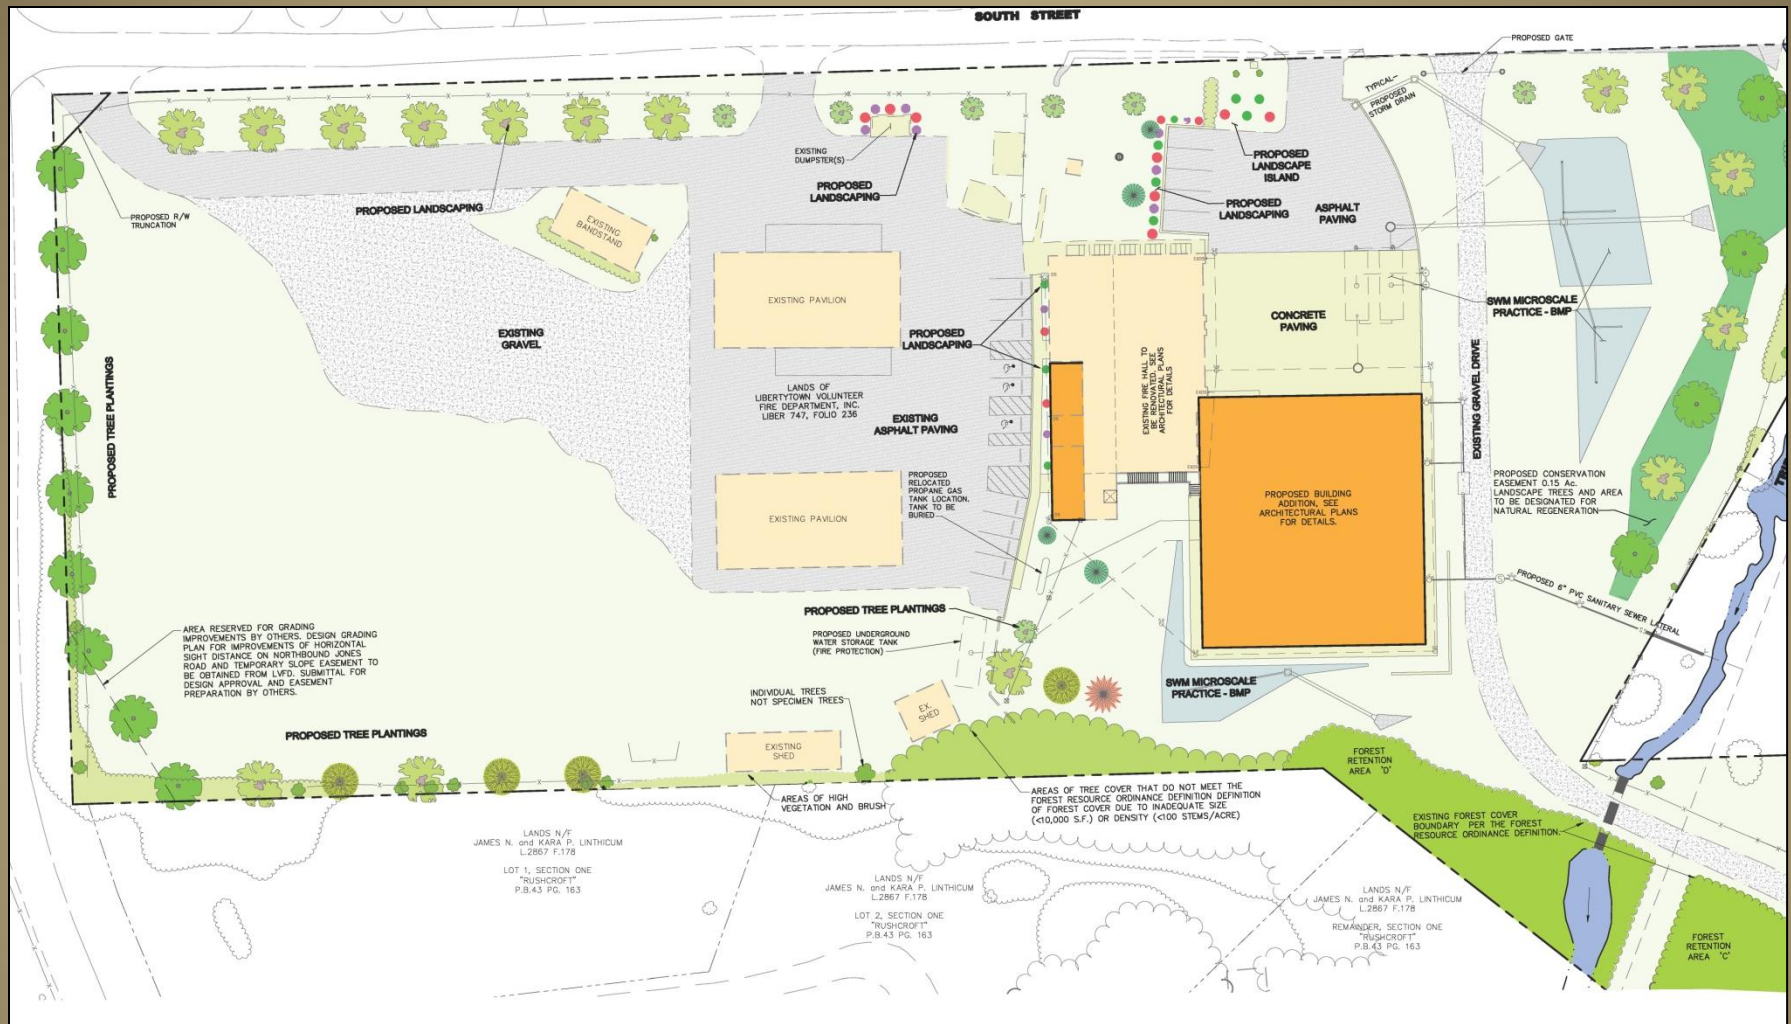 SOUTH STREET
PROPOSED GATE
TYPICAL-
PROPOSED
STORM DRAIN
EXISTING
DUMPSTER(S)
PROPOSED
LANDSCAPING
PROPOSED
LANDSCAPE
ISLAND
PROPOSED LANDSCAPING
PROPOSED R/W
TRUNCATION
EXISTING
BANDSTAND
PROPOSED
LANDSCAPING
ASPHALT
PAVING
EXISTING PAVILION
SWM MICROSCALE
PRACTICE - BMP
EXISTING
GRAVEL
PROPOSED
LANDSCAPING
CONCRETE
PAVING
EXISTING FIRE HALL TO
BE RENOVATED. SEE
ARCHITECTURAL PLANS
FOR DETAILS
EXISTING GRAVEL DRIVE
PROPOSED TREE PLANTINGS
LANDS OF
LIBERTYTOWN VOLUNTEER
FIRE DEPARTMENT, INC.
LIBER 747, FOLIO 236
EXISTING
ASPHALT PAVING
PROPOSED
RELOCATED
PROPANE GAS
TANK LOCATION.
TANK TO BE
BURIED
EXISTING PAVILION
PROPOSED BUILDING
ADDITION, SEE
ARCHITECTURAL PLANS
FOR DETAILS.
PROPOSED CONSERVATION
EASEMENT 0.15 Ac.
LANDSCAPE TREES AND AREA
TO BE DESIGNATED FOR
NATURAL REGENERATION
S
PROPOSED 6" PVC SANITARY SEWER LATERAL
PROPOSED TREE PLANTINGS
PROPOSED UNDERGROUND
WATER STORAGE TANK
(FIRE PROTECTION)
AREA RESERVED FOR GRADING
IMPROVEMENTS BY OTHERS. DESIGN GRADING
PLAN FOR IMPROVEMENTS OF HORIZONTAL
SIGHT DISTANCE ON NORTHBOUND JONES
ROAD AND TEMPORARY SLOPE EASEMENT TO
BE OBTAINED FROM LVFD. SUBMITTAL FOR
DESIGN APPROVAL AND EASEMENT
PREPARATION BY OTHERS.
SWM MICROSCALE
PRACTICE - BMP
INDIVIDUAL TREES
NOT SPECIMEN TREES
EX.
SHED
PROPOSED TREE PLANTINGS
EXISTING
SHED
FOREST
RETENTION
AREA 'D'
AREAS OF HIGH
VEGETATION AND BRUSH
AREAS OF TREE COVER THAT DO NOT MEET THE
FOREST RESOURCE ORDINANCE DEFINITION DEFINITION
OF FOREST COVER DUE TO INADEQUATE SIZE
(<10,000 S.F.) OR DENSITY (<100 STEMS/ACRE)
EXISTING FOREST COVER
BOUNDARY PER THE FOREST
RESOURCE ORDINANCE DEFINITION.
LANDS N/F
JAMES N. and KARA P. LINTHICUM
L.2867 F.178
LOT 1, SECTION ONE
"RUSHCROFT"
P.B.43 PG. 163
LANDS N/F
JAMES N. and KARA P. LINTHICUM
L.2867 F.178
LOT 2, SECTION ONE
"RUSHCROFT"
P.B.43 PG. 163
LANDS N/F
JAMES N. and KARA P. LINTHICUM
L.2867 F.178
REMAINDER, SECTION ONE
"RUSHCROFT"
P.B.43 PG. 163
FOREST
RETENTION
AREA 'C'